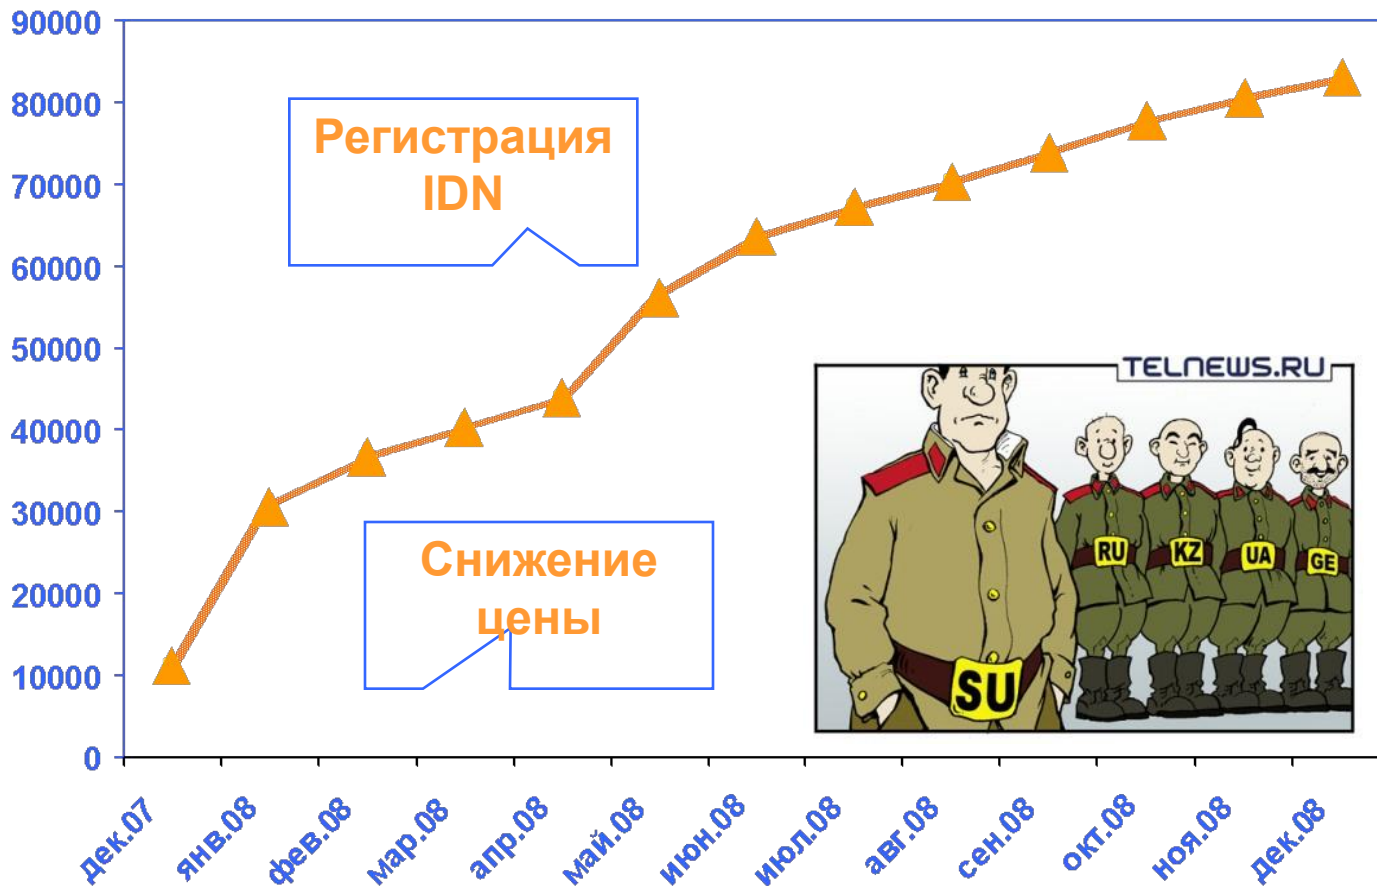 90000
80000
70000
60000
50000
40000
30000
20000
10000
0
Регистрация
IDN
Снижение
цены
TELNEWS.RU
RU
KZ
UA
GE
SU
дек.07
янв.08
фев.08
мар.08
апр.08
май.08
июн.08
июл.08
авг.08
сен.08
окт.08
ноя.08
дек.08